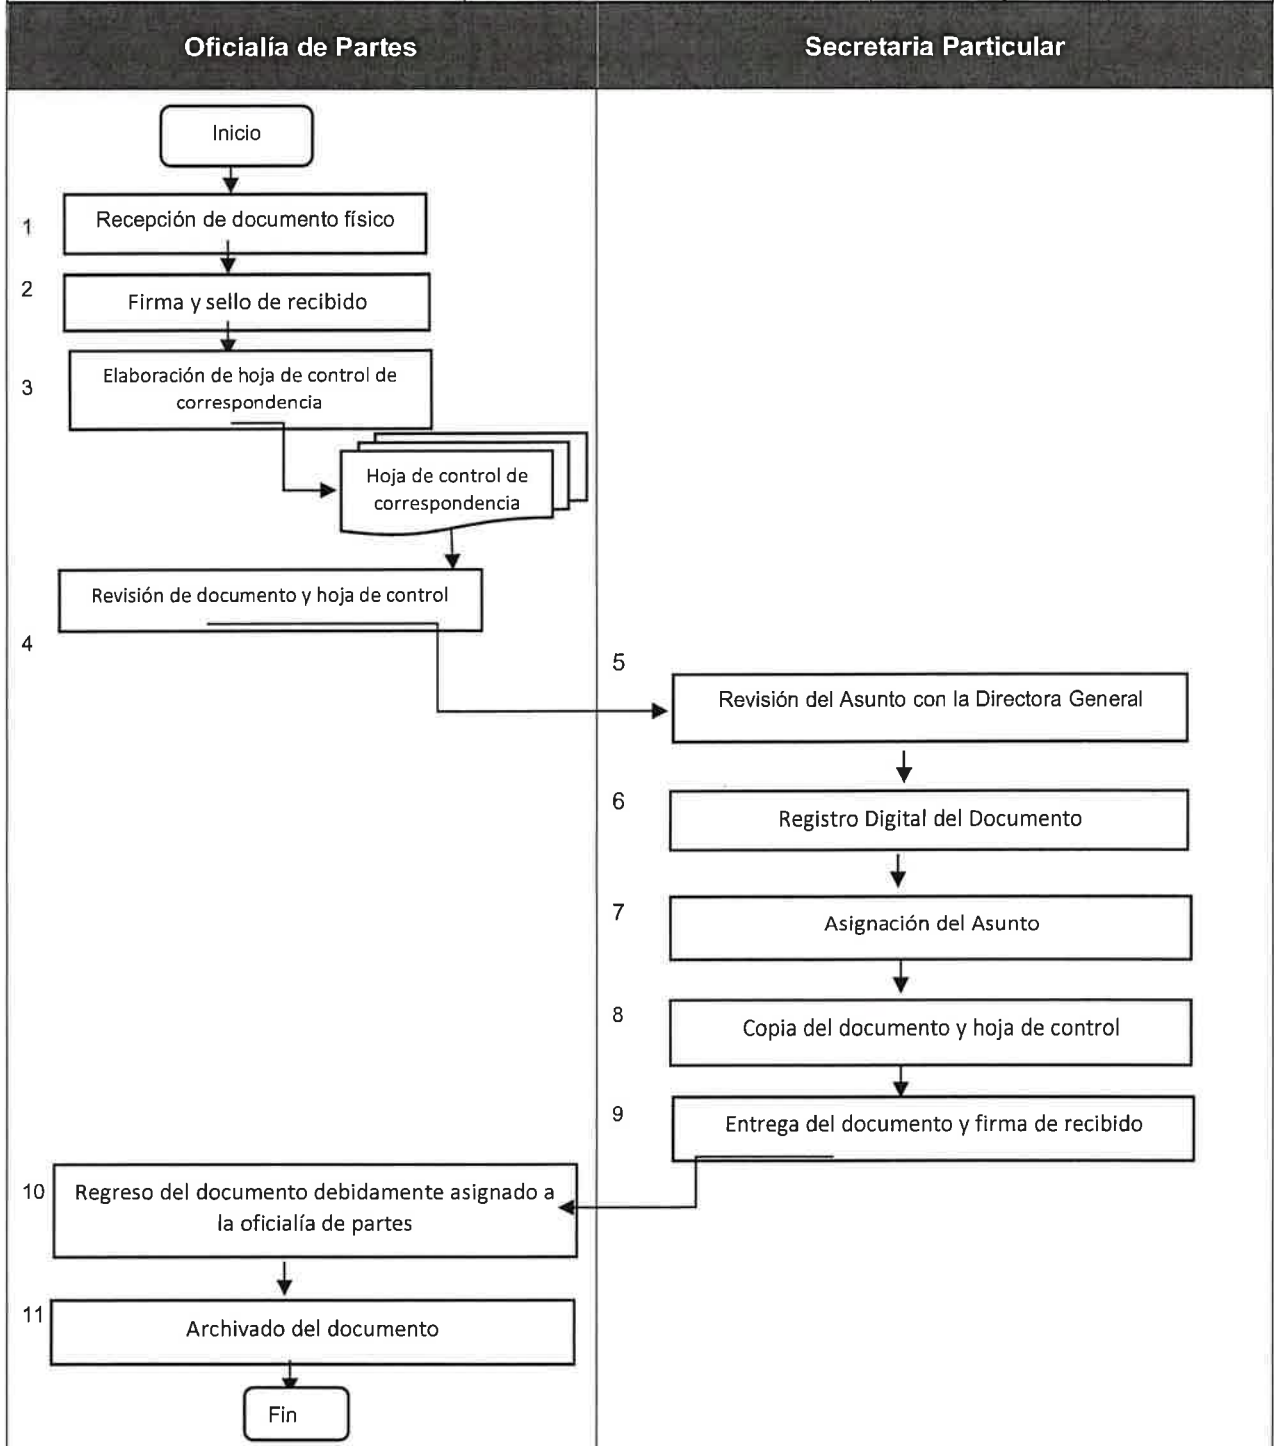 Oficialía de Partes
Secretaria Particular
Inicio
1
Recepción de documento físico
2
Firma y sello de recibido
3
Elaboración de hoja de control de
correspondencia
Hoja de control de
correspondencia
Revisión de documento y hoja de control
4
5
Revisión del Asunto con la Directora General
6
Registro Digital del Documento
7
Asignación del Asunto
8
Copia del documento y hoja de control
9
Entrega del documento y firma de recibido
10
Regreso del documento debidamente asignado a
la oficialía de partes
11
Archivado del documento
Fin